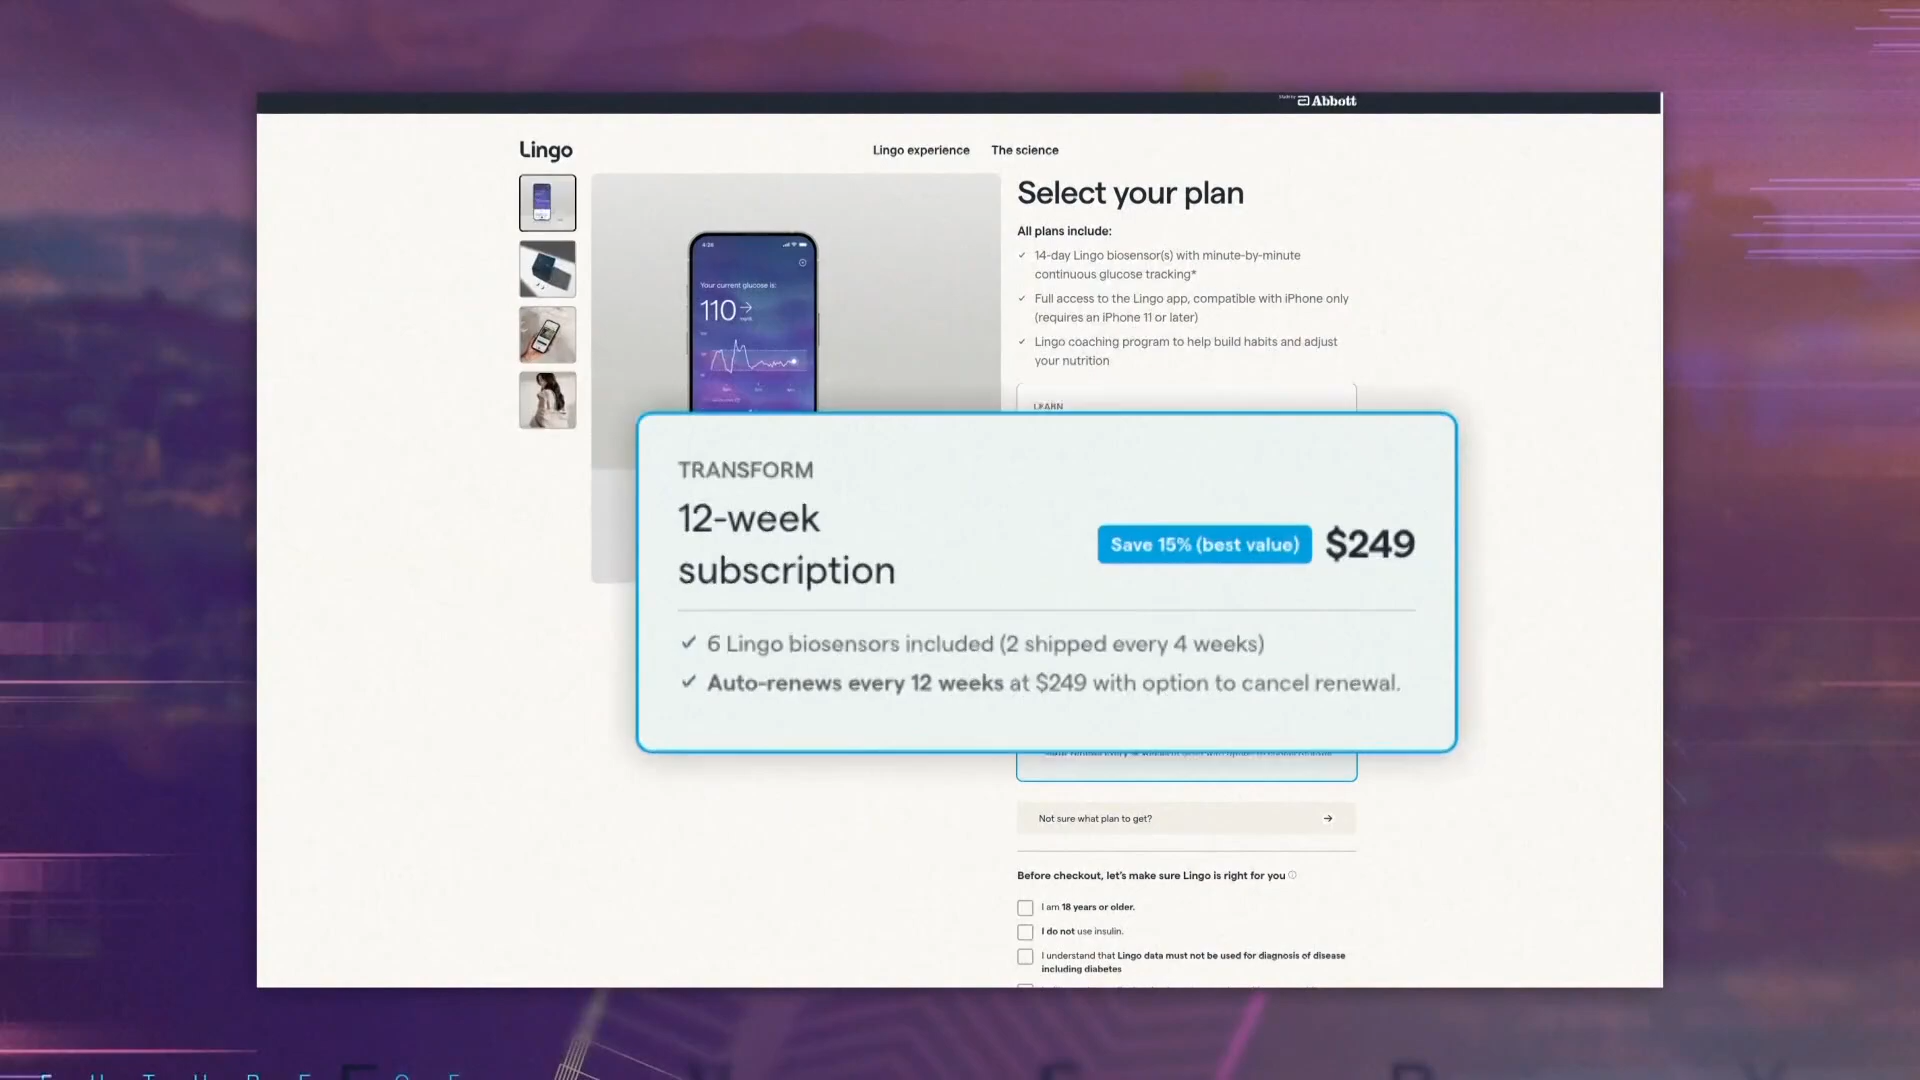 Abbott
Lingo
Lingo experience
The science
Select your plan
All plans include:
14-day Lingo biosensor(s) with minute-by-minute
continuous glucose tracking*
Full access to the Lingo app, compatible with iPhone only
(requires an iPhone 11 or later)
Lingo coaching program to help build habits and adjust
your nutrition
4:26
Your current glucose is:
110
LEARN
TRANSFORM
12-week
subscription
Save 15% (best value)
$249
6 Lingo biosensors included (2 shipped every 4 weeks)
Auto-renews every 12 weeks at $249 with option to cancel renewal.
Not sure what plan to get?
Before checkout, let's make sure Lingo is right for you
I am 18 years or older.
I do not use insulin.
I understand that Lingo data must not be used for diagnosis of disease
including diabetes